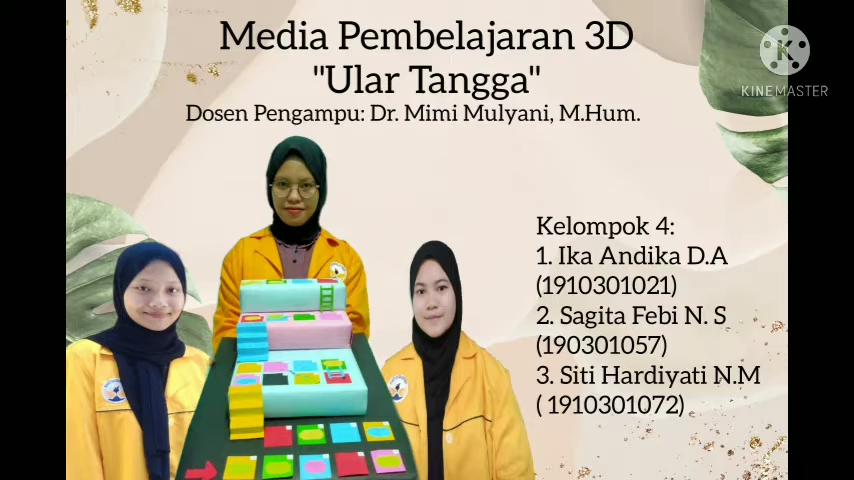 Media Pembelajaran 3D
"Ular Tangga"
Dosen Pengampu: Dr. Mimi Mulyani, M.Hum.
KINEMASTER
Kelompok 4:
1. Ika Andika D.A
(1910301021)
2. Sagita Febi N. S
(190301057)
3. Siti Hardiyati N.M
( 1910301072)